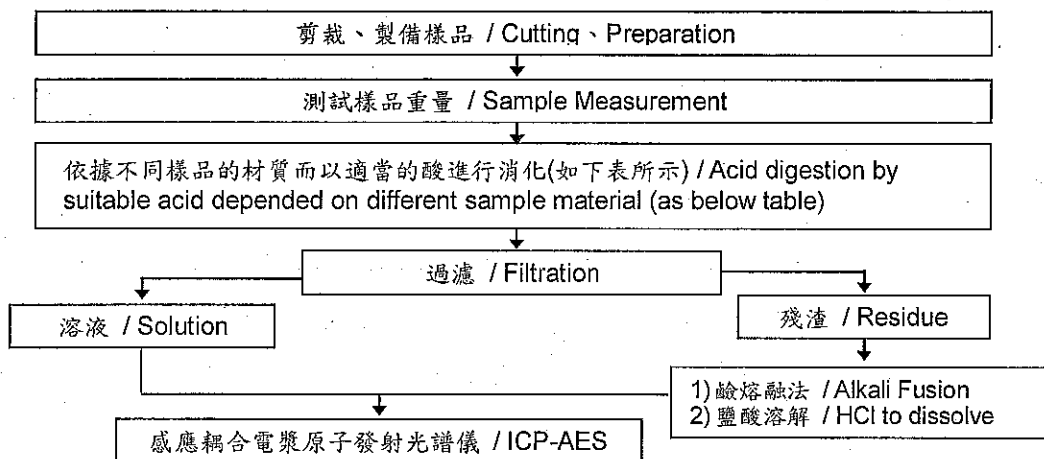 剪裁、製備樣品 / Cutting、Preparation
測試樣品重量 / Sample Measurement
依據不同樣品的材質而以適當的酸進行消化(如下表所示) / Acid digestion by
suitable acid depended on different sample material (as below table)
過濾 / Filtration
溶液 / Solution
殘渣 / Residue
1) 鹼熔融法 / Alkali Fusion
2) 鹽酸溶解 / HCl to dissolve
感應耦合電漿原子發射光譜儀 / ICP-AES